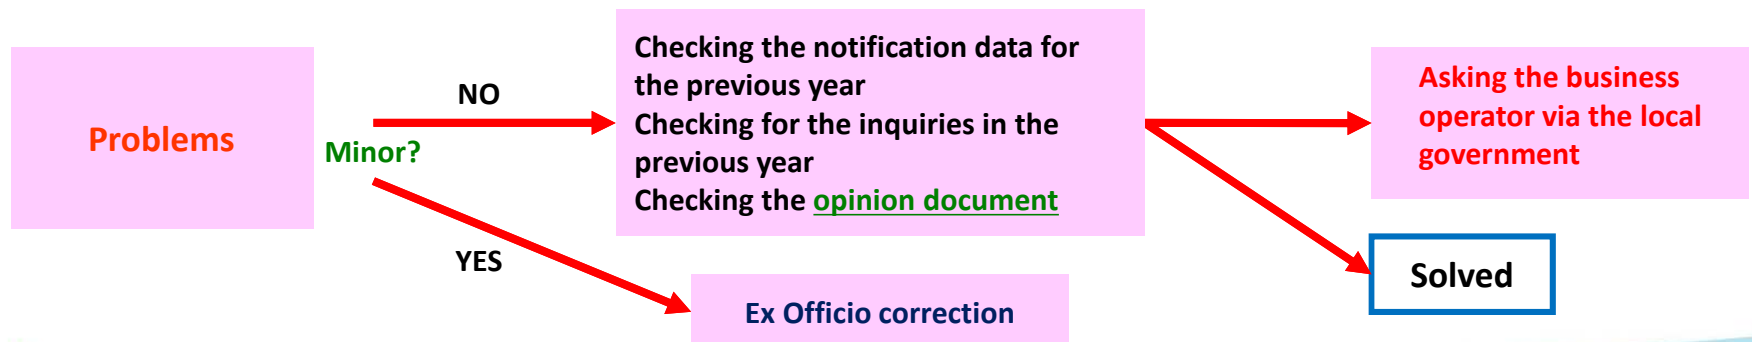 Problems
Minor?
NO
YES
Checking the notification data for
the previous year
Checking for the inquiries in the
previous year
Checking the opinion document
Ex Officio correction
Asking the business
operator via the local
government
Solved